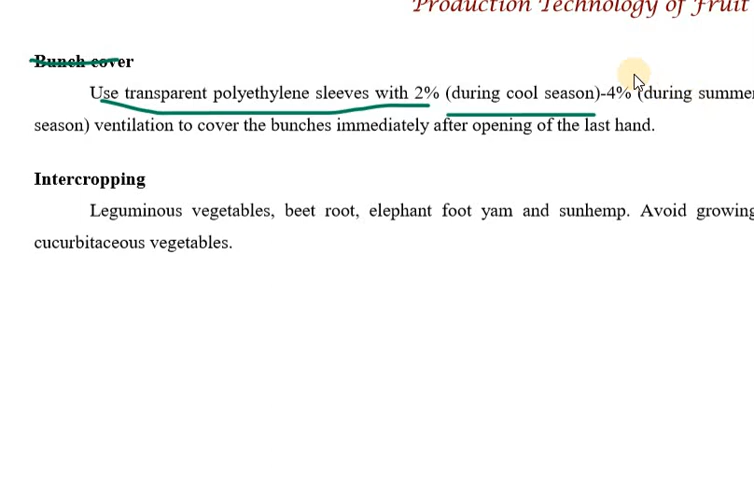 Production Technology of Fruit
Bunch cover
Use transparent polyethylene sleeves with 2% (during cool season)-4% (during summer
season) ventilation to cover the bunches immediately after opening of the last hand.
Intercropping
Leguminous vegetables, beet root, elephant foot yam and sunhemp. Avoid growing
cucurbitaceous vegetables.